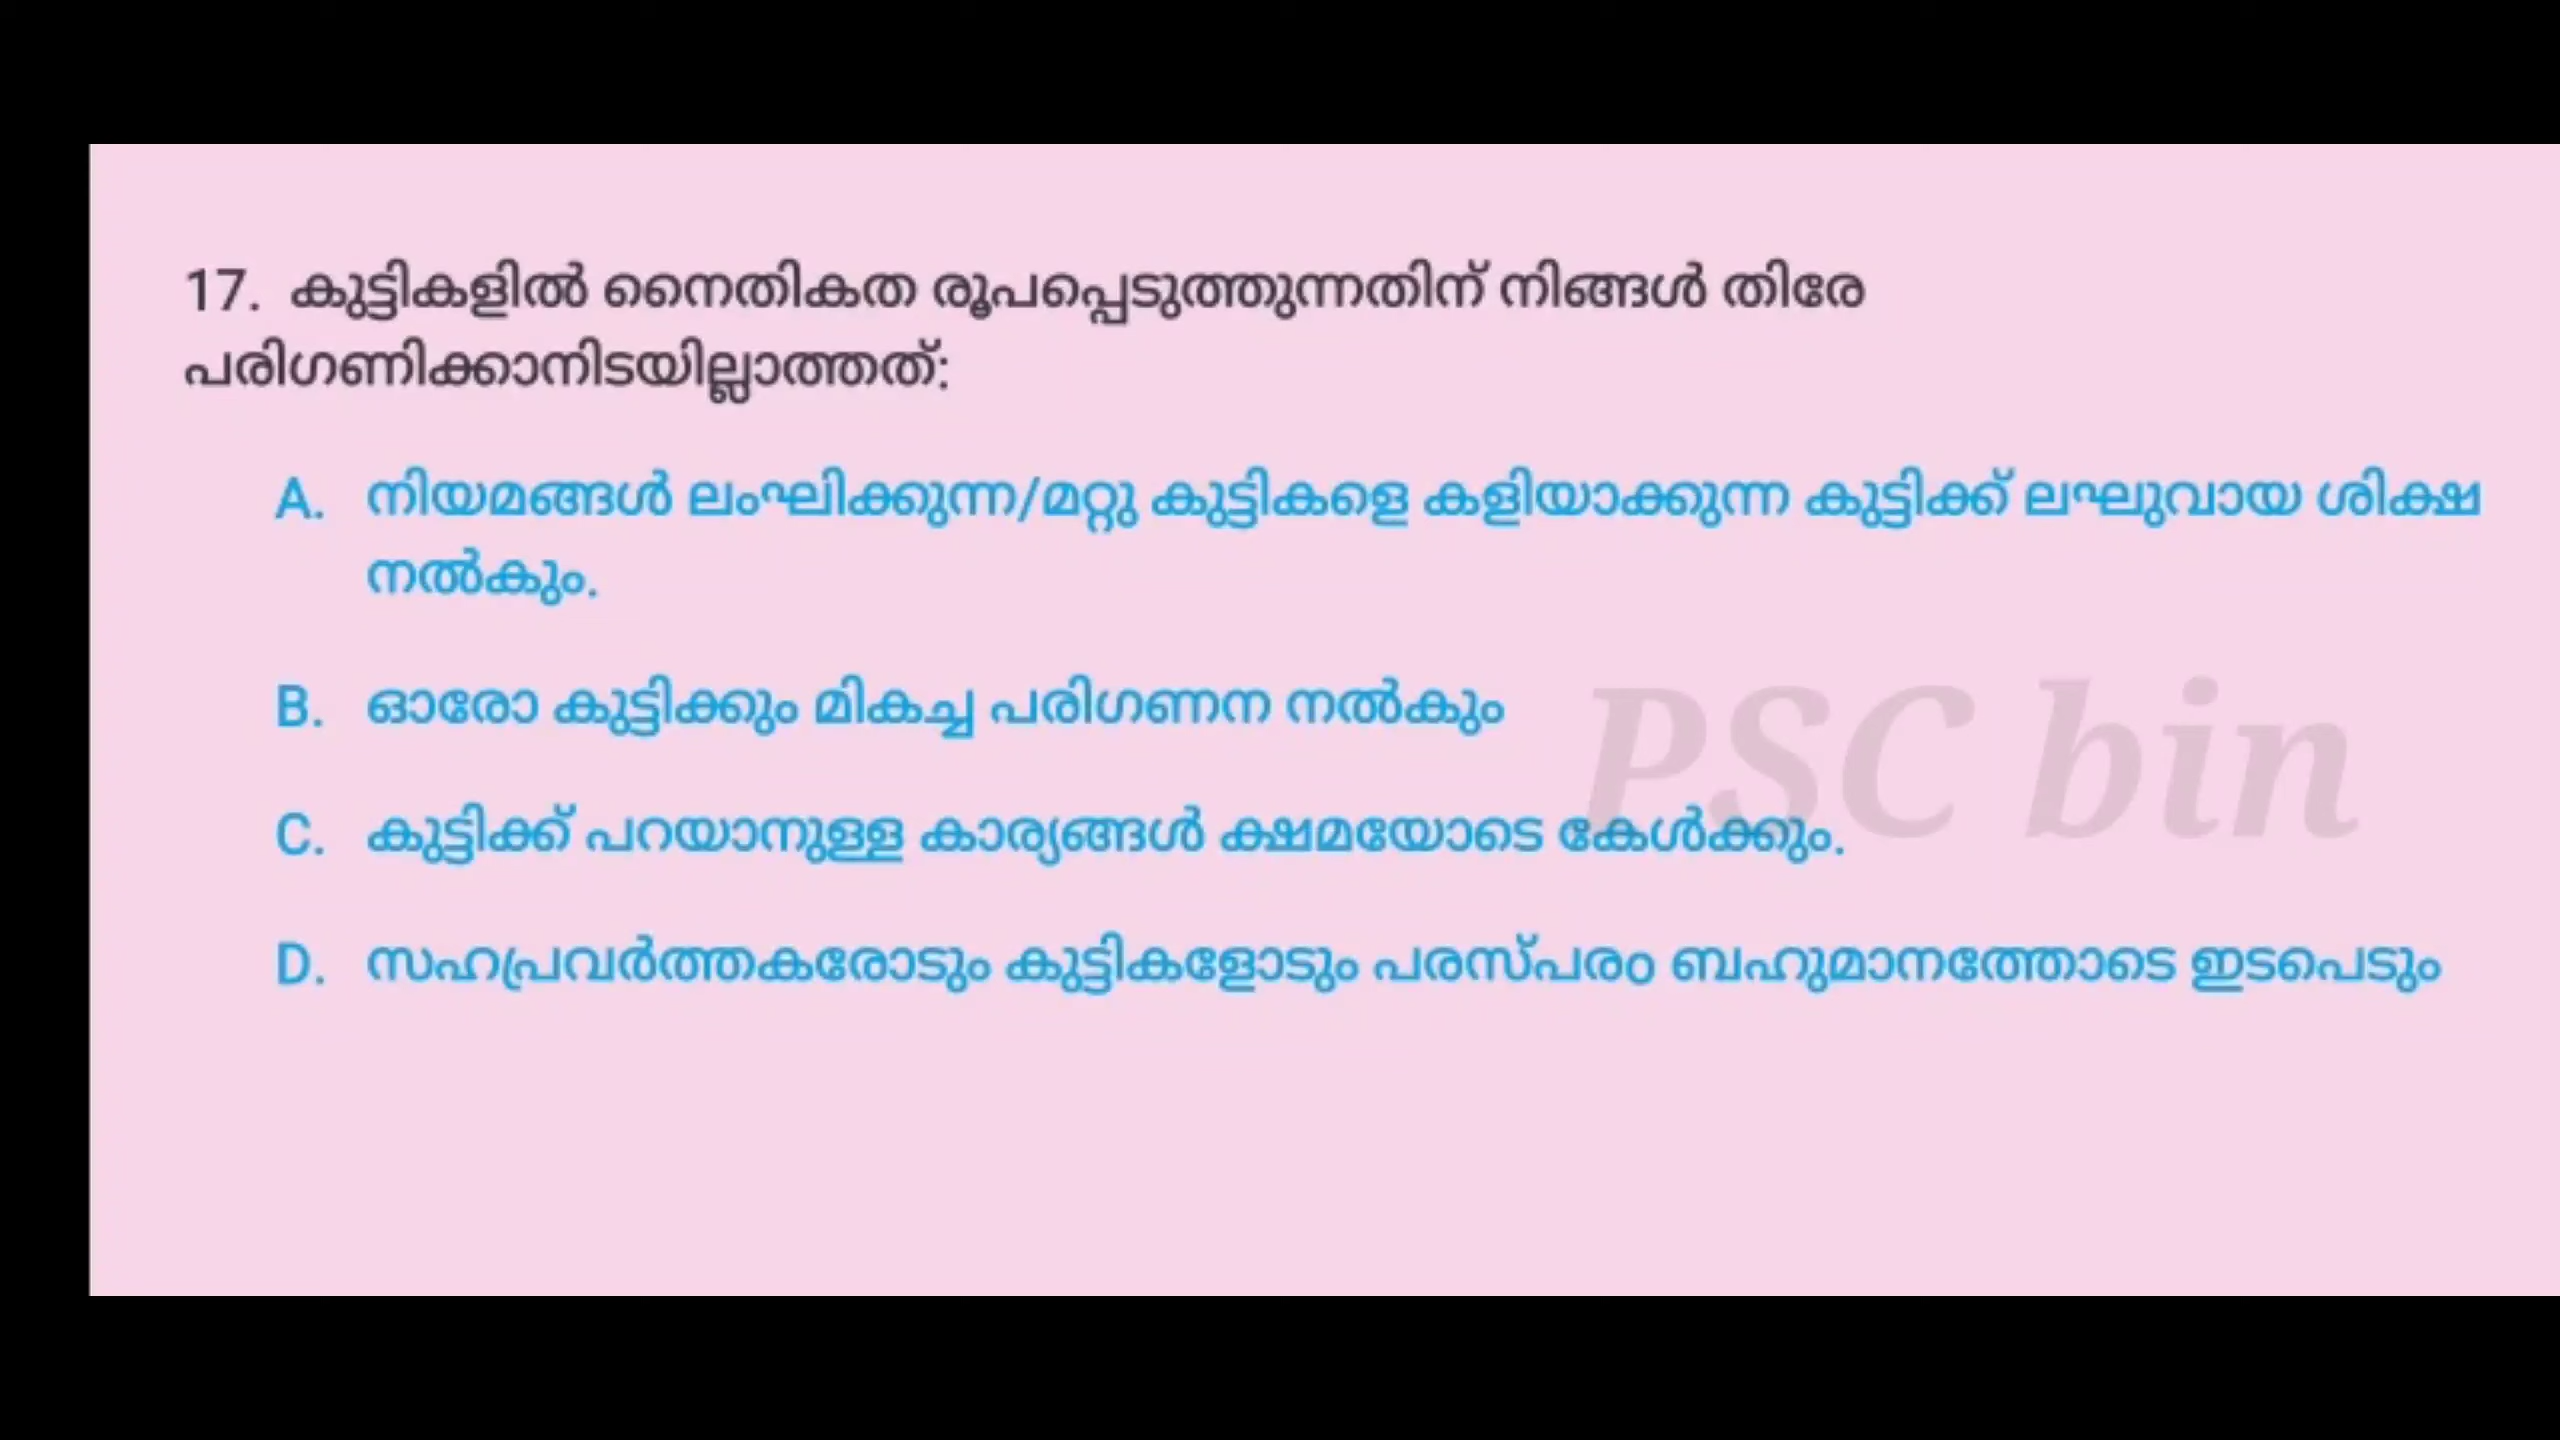 17. കുട്ടികളിൽ നൈതികത രൂപപ്പെടുത്തുന്നതിന് നിങ്ങൾ തിരേ
പരിഗണിക്കാനിടയില്ലാത്തത്:
A. നിയമങ്ങൾ ലംഘിക്കുന്ന/മറ്റു കുട്ടികളെ കളിയാക്കുന്ന കുട്ടിക്ക് ലഘുവായ ശിക്ഷ
നൽകും.
B. ഓരോ കുട്ടിക്കും മികച്ച പരിഗണന നൽകും
PSC bin
C. കുട്ടിക്ക് പറയാനുള്ള കാര്യങ്ങൾ ക്ഷമയോടെ കേൾക്കും.
D. സഹപ്രവർത്തകരോടും കുട്ടികളോടും പരസ്പരം ബഹുമാനത്തോടെ ഇടപെടും